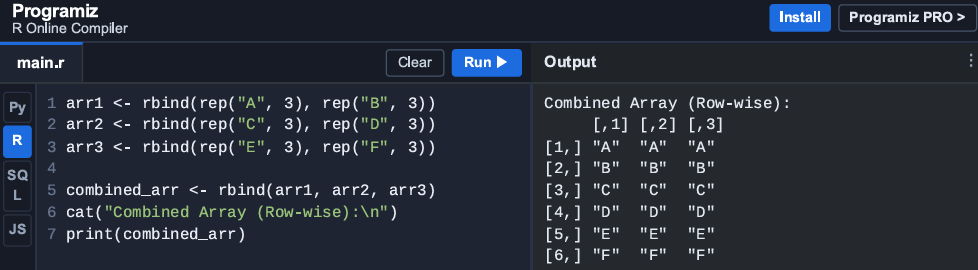 Programiz
R Online Compiler
Install
Programiz PRO >
main.r
Clear
Run
Output
Py
R
SQ
L
JS
1 arr1 <- rbind(rep("A", 3), rep("B", 3))
2 arr2 <- rbind(rep("C", 3), rep("D", 3))
3 arr3 <- rbind(rep("E", 3), rep("F", 3))
4
5 combined_arr <- rbind(arr1, arr2, arr3)
6 cat("Combined Array (Row-wise):\n")
7 print(combined_arr)
Combined Array (Row-wise):
     [,1] [,2] [,3]
[1,] "A"  "A"  "A"
[2,] "B"  "B"  "B"
[3,] "C"  "C"  "C"
[4,] "D"  "D"  "D"
[5,] "E"  "E"  "E"
[6,] "F"  "F"  "F"